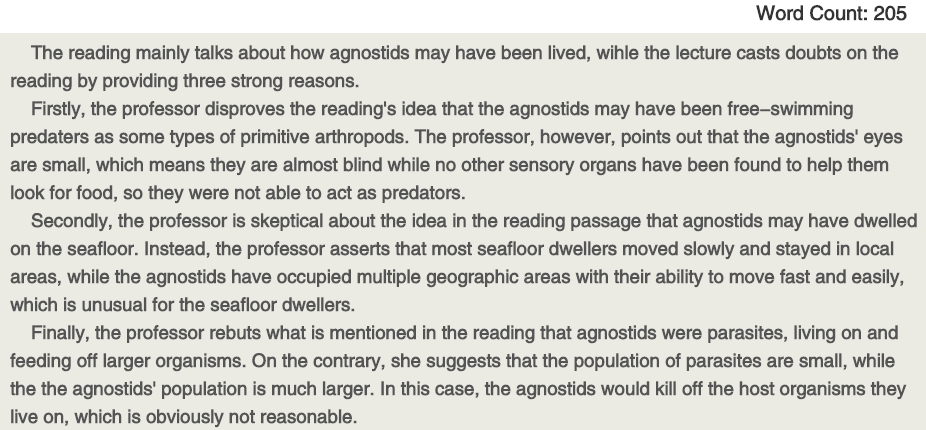 Word Count: 205
The reading mainly talks about how agnostids may have been lived, wihle the lecture casts doubts on the
reading by providing three strong reasons.
Firstly, the professor disproves the reading's idea that the agnostids may have been free–swimming
predaters as some types of primitive arthropods. The professor, however, points out that the agnostids' eyes
are small, which means they are almost blind while no other sensory organs have been found to help them
look for food, so they were not able to act as predators.
Secondly, the professor is skeptical about the idea in the reading passage that agnostids may have dwelled
on the seafloor. Instead, the professor asserts that most seafloor dwellers moved slowly and stayed in local
areas, while the agnostids have occupied multiple geographic areas with their ability to move fast and easily,
which is unusual for the seafloor dwellers.
Finally, the professor rebuts what is mentioned in the reading that agnostids were parasites, living on and
feeding off larger organisms. On the contrary, she suggests that the population of parasites are small, while
the the agnostids' population is much larger. In this case, the agnostids would kill off the host organisms they
live on, which is obviously not reasonable.